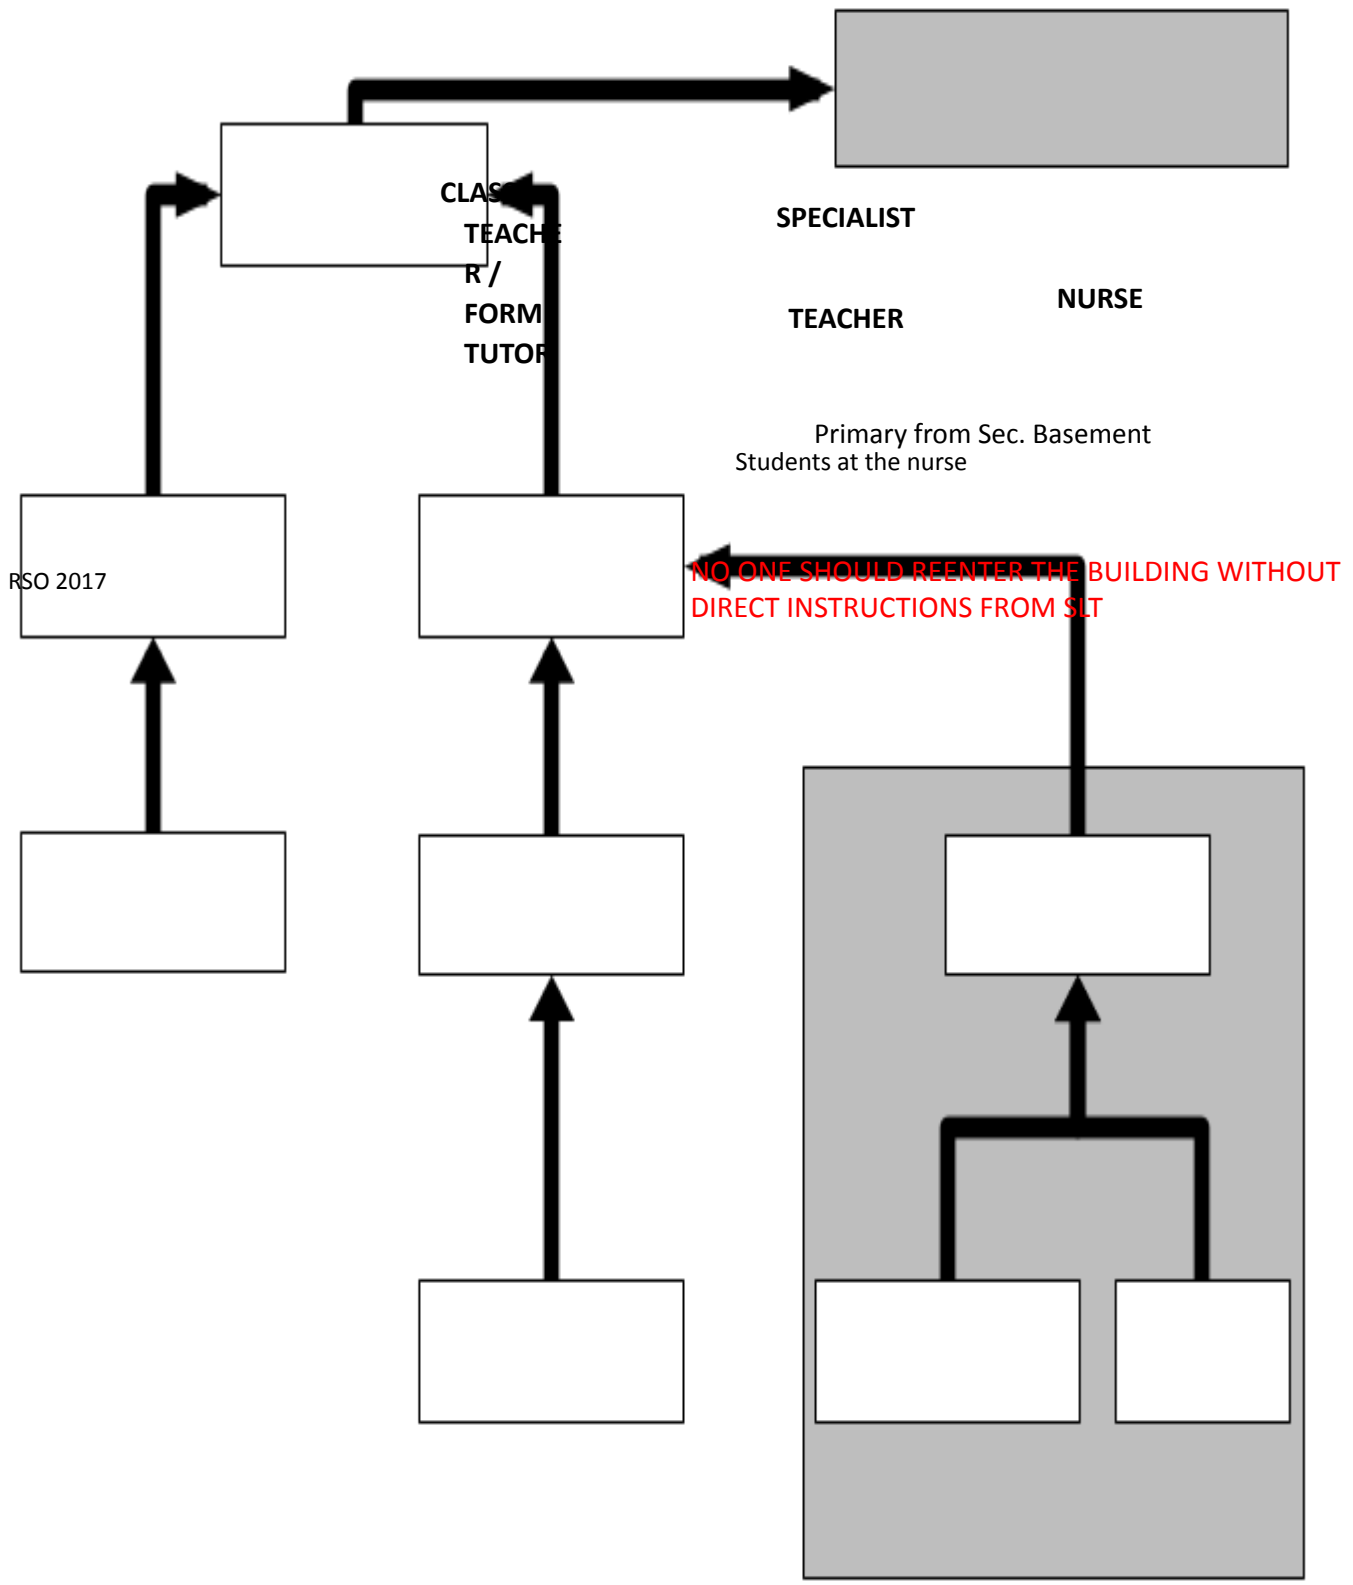 CLASS
TEACHE
R /
FORM
TUTOR
SPECIALIST
TEACHER
NURSE
Primary from Sec. Basement
Students at the nurse
RSO 2017
NO ONE SHOULD REENTER THE BUILDING WITHOUT
DIRECT INSTRUCTIONS FROM SLT